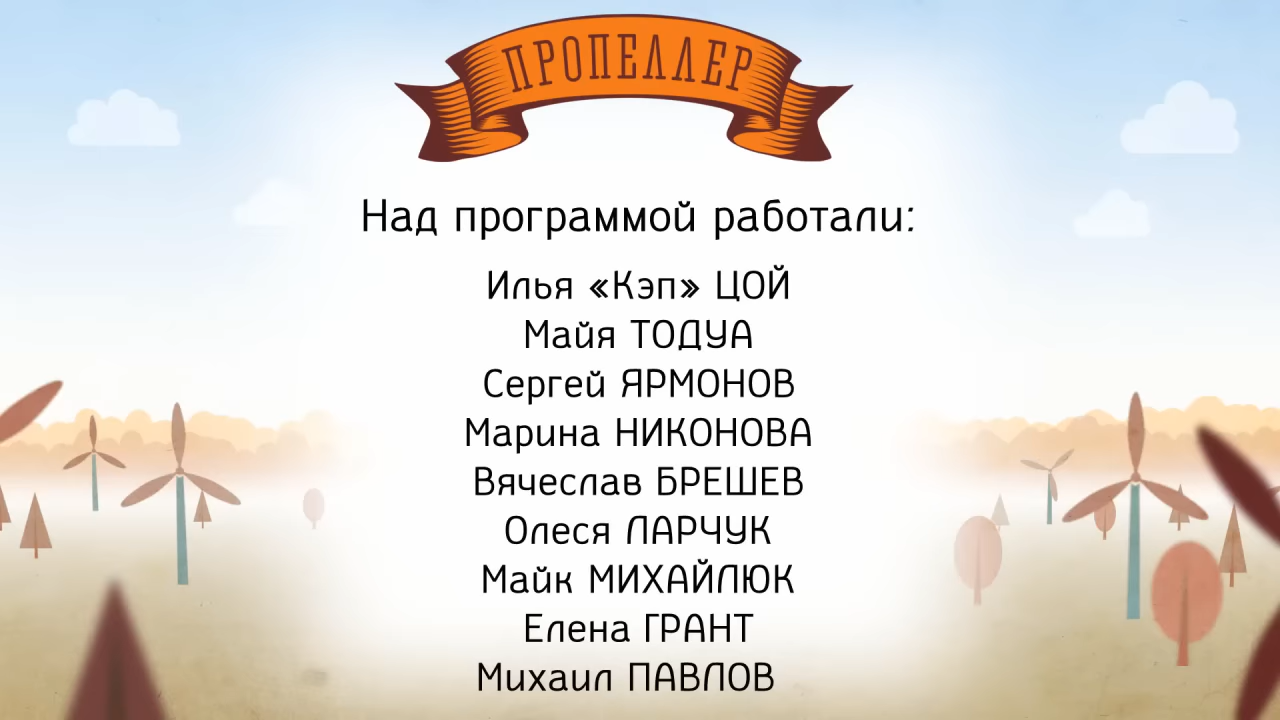 ПРОПЕЛЛЕР
Над программой работали:
Илья «Кэп» ЦОЙ
Майя ТОДУА
Сергей ЯРМОНОВ
Марина НИКОНОВА
Вячеслав БРЕШЕВ
Олеся ЛАРЧУК
Майк МИХАЙЛЮК
Елена ГРАНТ
Михаил ПАВЛОВ